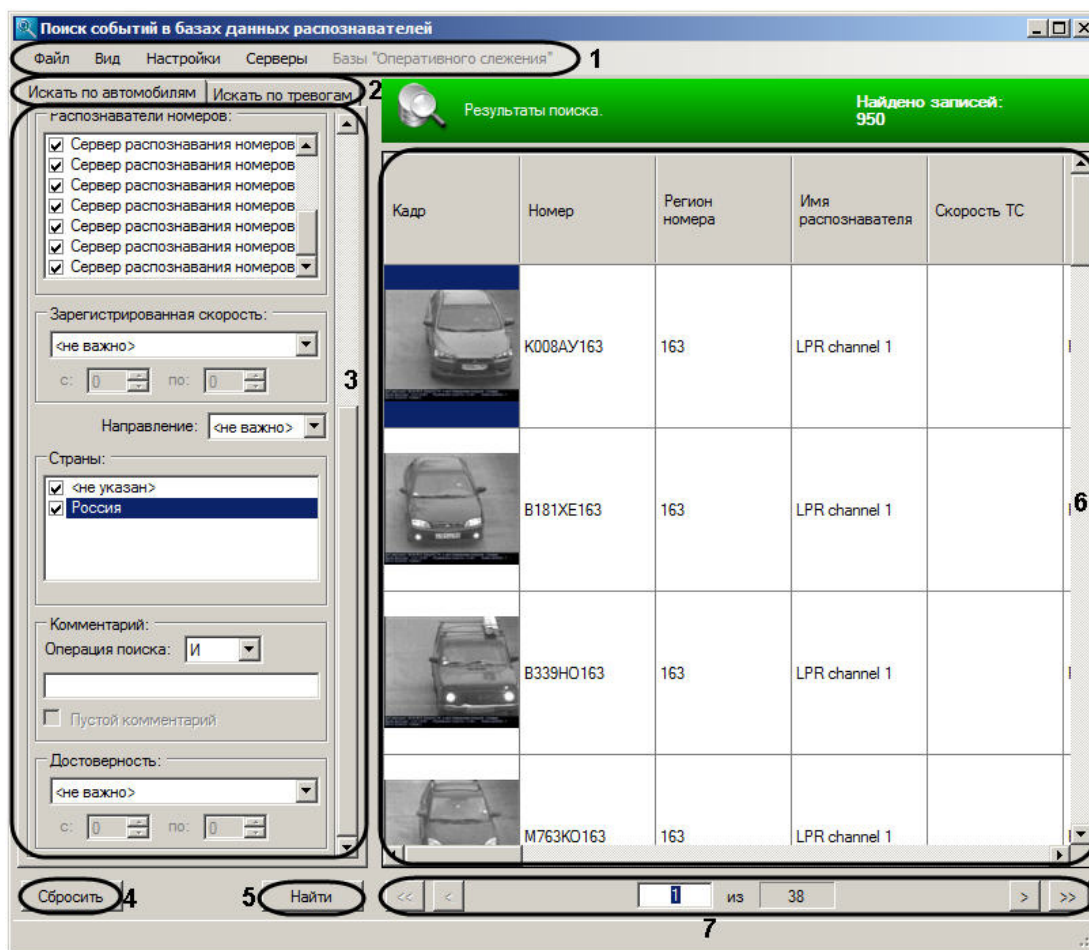 Поиск событий в базах данных распознавателей
Файл Вид Настройки Серверы Базы "Оперативного слежения" 1
Искать по автомобилям Искать по тревогам 2
Распознаватели номеров:
Сервер распознавания номеров
Сервер распознавания номеров
Сервер распознавания номеров
Сервер распознавания номеров
Сервер распознавания номеров
Сервер распознавания номеров
Сервер распознавания номеров
Зарегистрированная скорость:
<не важно>
с: 0 по: 0
3
Направление: <не важно>
Страны:
<не указан>
Россия
Комментарий:
Операция поиска: И
Пустой комментарий
Достоверность:
<не важно>
с: 0 по: 0
Сбросить 4 5 Найти
Результаты поиска.
Найдено записей:
950
Кадр Номер Регион номера Имя распознавателя Скорость ТС
К008АУ163 163 LPR channel 1
В181ХЕ163 163 LPR channel 1
6
В339НО163 163 LPR channel 1
М763КО163 163 LPR channel 1
<< < 1 из 38 > >>
7